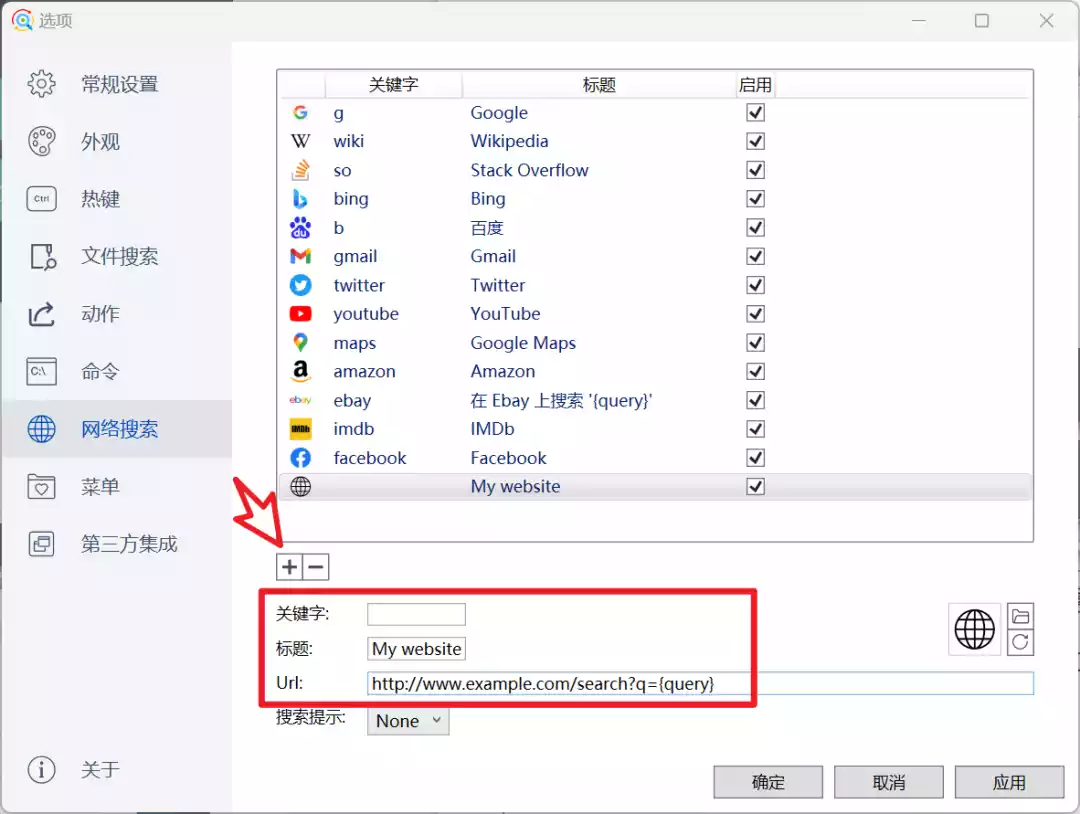 选项
常规设置
外观
Ctrl
热键
文件搜索
动作
C:\
命令
网络搜索
菜单
第三方集成
关于
关键字 标题 启用
g Google
W wiki Wikipedia
so Stack Overflow
bing Bing
du b 百度
gmail Gmail
twitter Twitter
youtube YouTube
maps Google Maps
a amazon Amazon
ebay ebay 在 Ebay 上搜索 '{query}'
IMDb imdb IMDb
facebook Facebook
My website
关键字:
标题: My website
Url: http://www.example.com/search?q={query}
搜索提示: None
确定 取消 应用